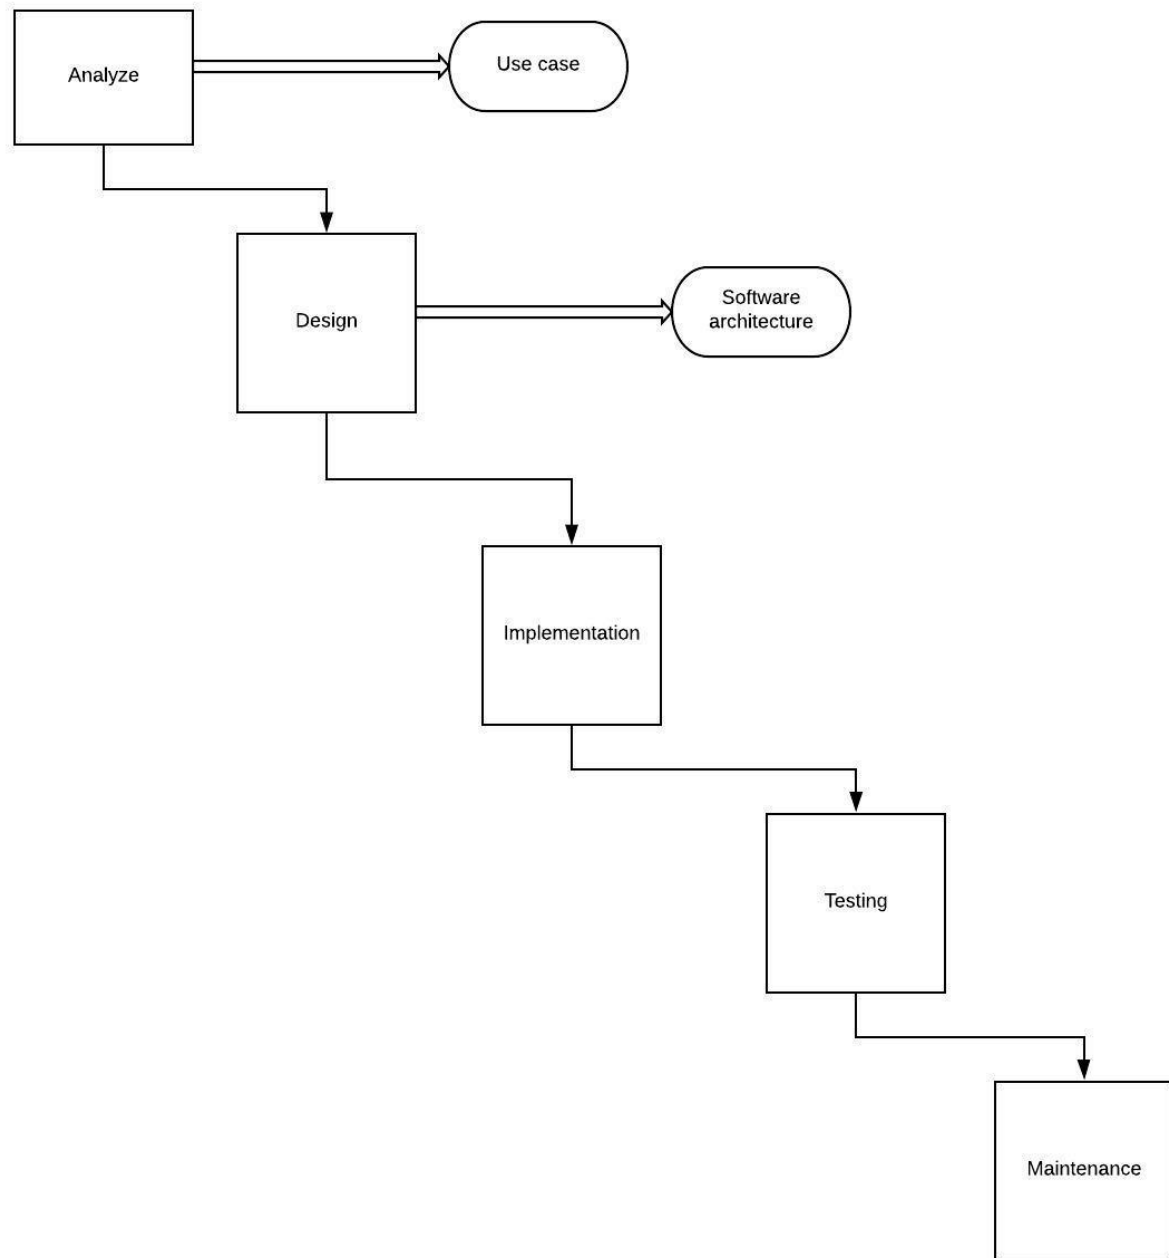 Analyze
Use case
Design
Software
architecture
Implementation
Testing
Maintenance